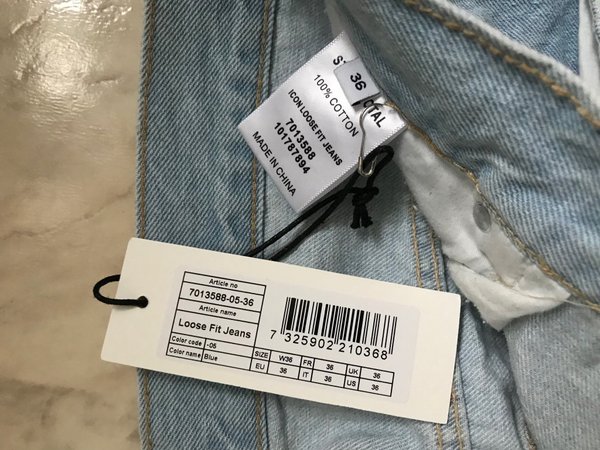 36
100% COTTON
ICON LOOSE FIT JEANS
7013588
101787894
MADE IN CHINA
Article no
7013588-05-36
Article name
Loose Fit Jeans
Color code -05
Color name Blue
SIZE W36 FR 36 UK 36
EU 36 IT 36 US 36
7 325902 210368